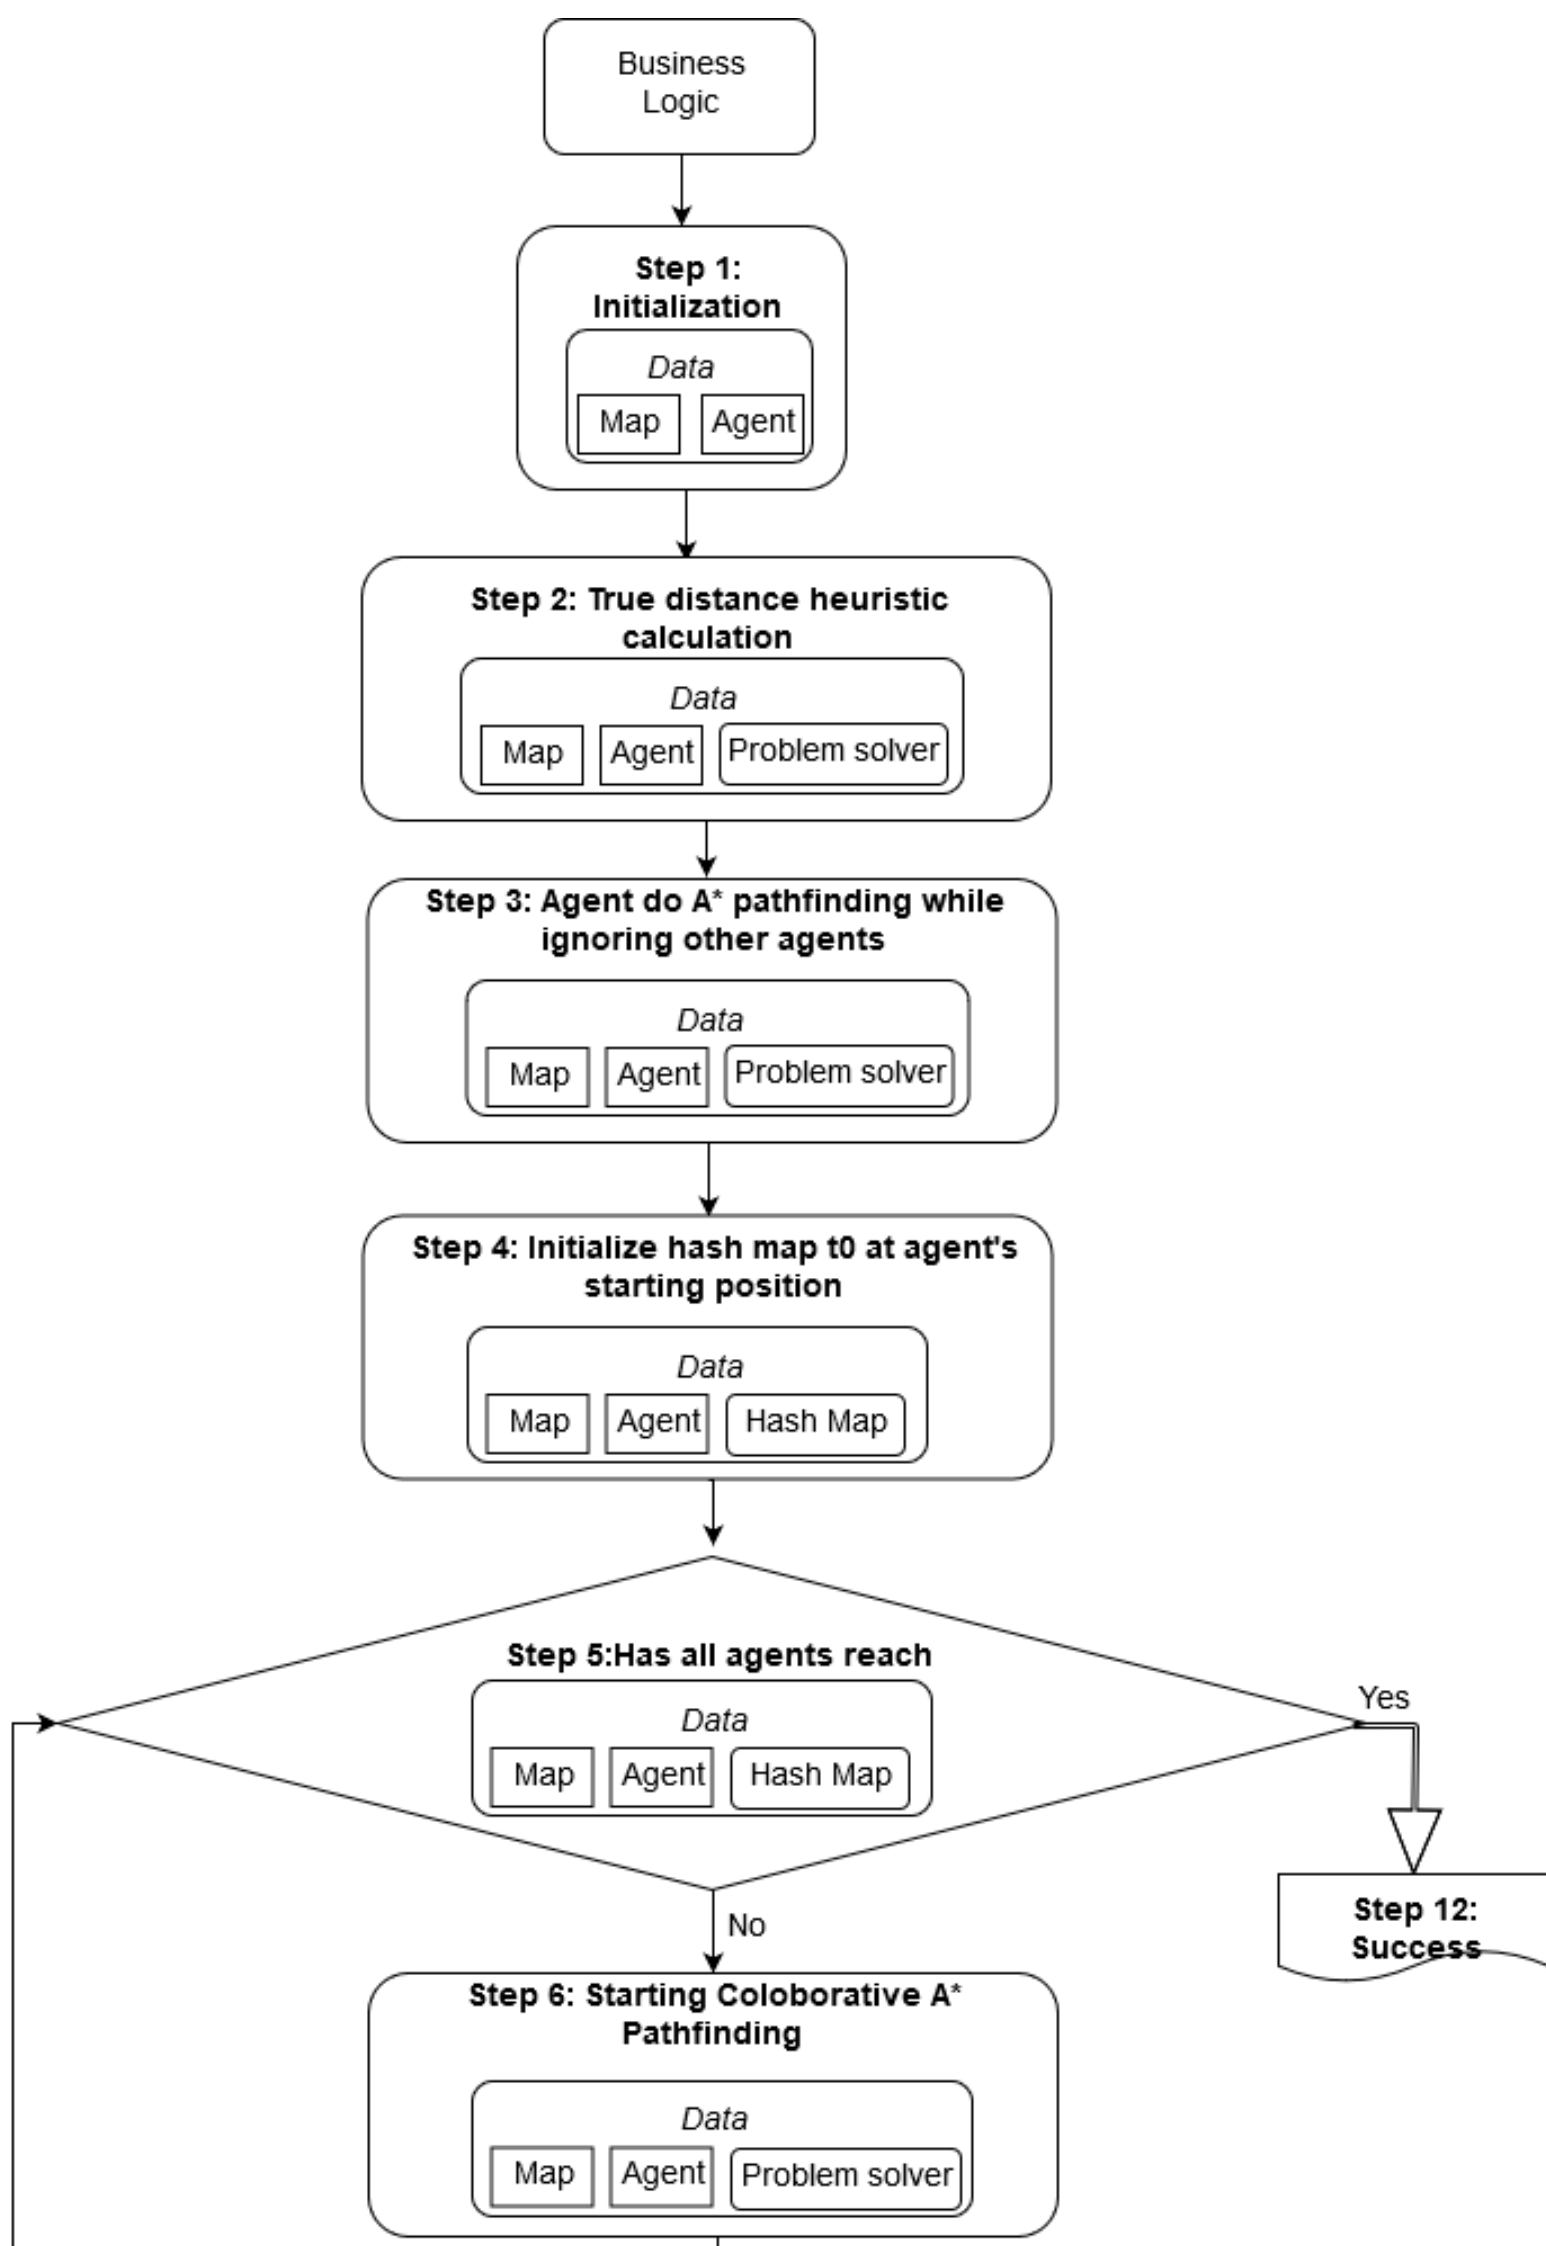 Business
Logic
Step 1:
Initialization
Data
Map Agent
Step 2: True distance heuristic
calculation
Data
Map Agent Problem solver
Step 3: Agent do A* pathfinding while
ignoring other agents
Data
Map Agent Problem solver
Step 4: Initialize hash map t0 at agent's
starting position
Data
Map Agent Hash Map
Step 5:Has all agents reach
Data
Map Agent Hash Map
Yes
Step 12:
Success
No
Step 6: Starting Coloborative A*
Pathfinding
Data
Map Agent Problem solver